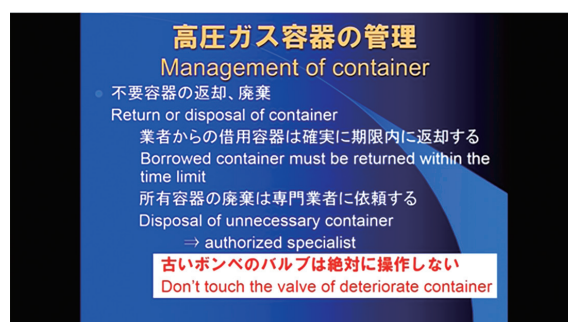 高圧ガス容器の管理
Management of container
不要容器の返却、廃棄
Return or disposal of container
業者からの借用容器は確実に期限内に返却する
Borrowed container must be returned within the
time limit
所有容器の廃棄は専門業者に依頼する
Disposal of unnecessary container
⇒ authorized specialist
古いボンベのバルブは絶対に操作しない
Don't touch the valve of deteriorate container